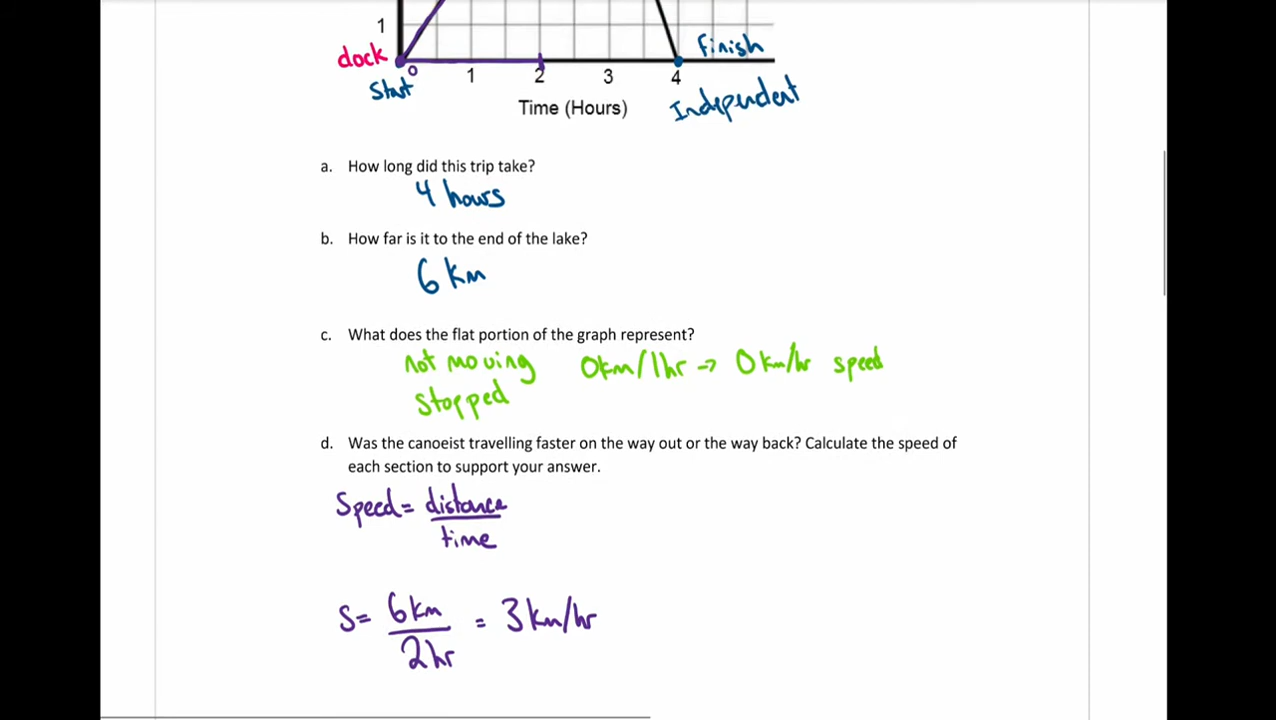 1
dock
finish
0 1 2 3 4
Start
Time (Hours)
Independent
a. How long did this trip take?
4 hours
b. How far is it to the end of the lake?
6 km
c. What does the flat portion of the graph represent?
not moving 0km/1hr → 0 km/hr speed
stopped
d. Was the canoeist travelling faster on the way out or the way back? Calculate the speed of
each section to support your answer.
Speed = distance
time
S = 6km = 3 km/hr
2hr